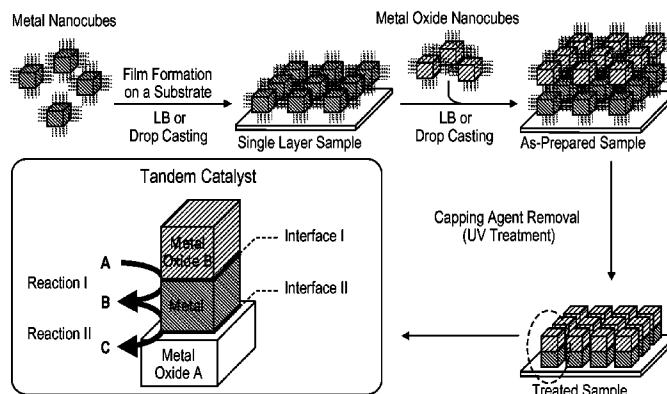 Metal Nanocubes
Film Formation
on a Substrate
LB or
Drop Casting
Single Layer Sample
Metal Oxide Nanocubes
LB or
Drop Casting
As-Prepared Sample
Capping Agent Removal
(UV Treatment)
Treated Sample
Tandem Catalyst
Metal
Oxide B
Interface I
A
Reaction I
B
Metal
Interface II
Reaction II
C
Metal
Oxide A